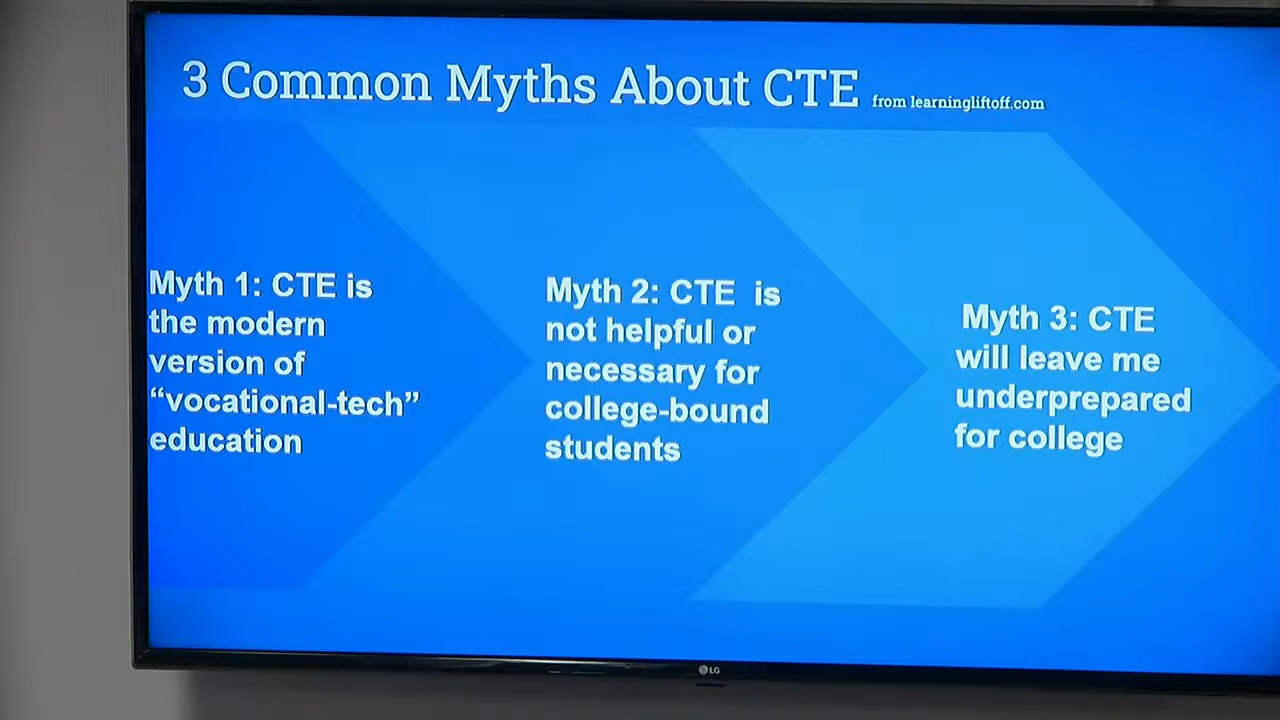 3 Common Myths About CTE from learningliftoff.com
Myth 1: CTE is
the modern
version of
“vocational-tech”
education
Myth 2: CTE  is
not helpful or
necessary for
college-bound
students
Myth 3: CTE
will leave me
underprepared
for college
LG